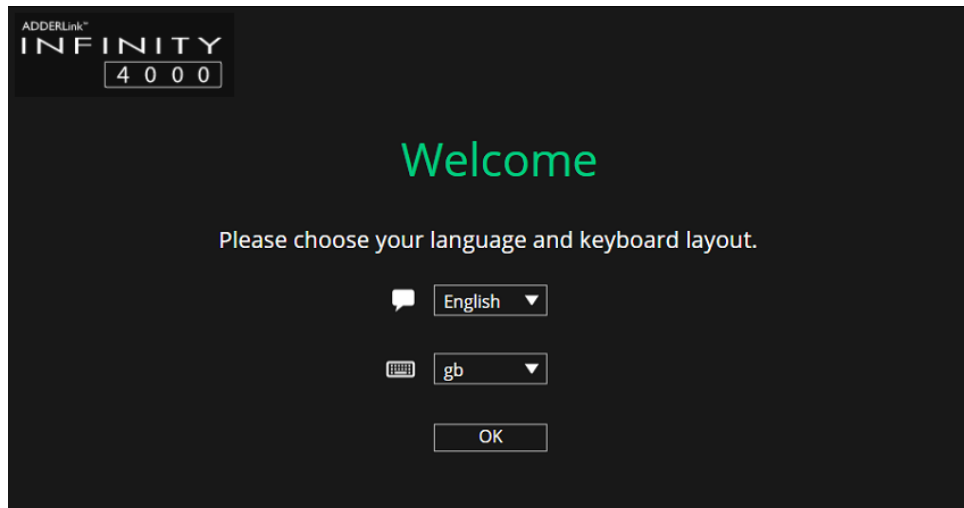 ADDERLink™
INFINITY
4000
Welcome
Please choose your language and keyboard layout.
English
gb
OK